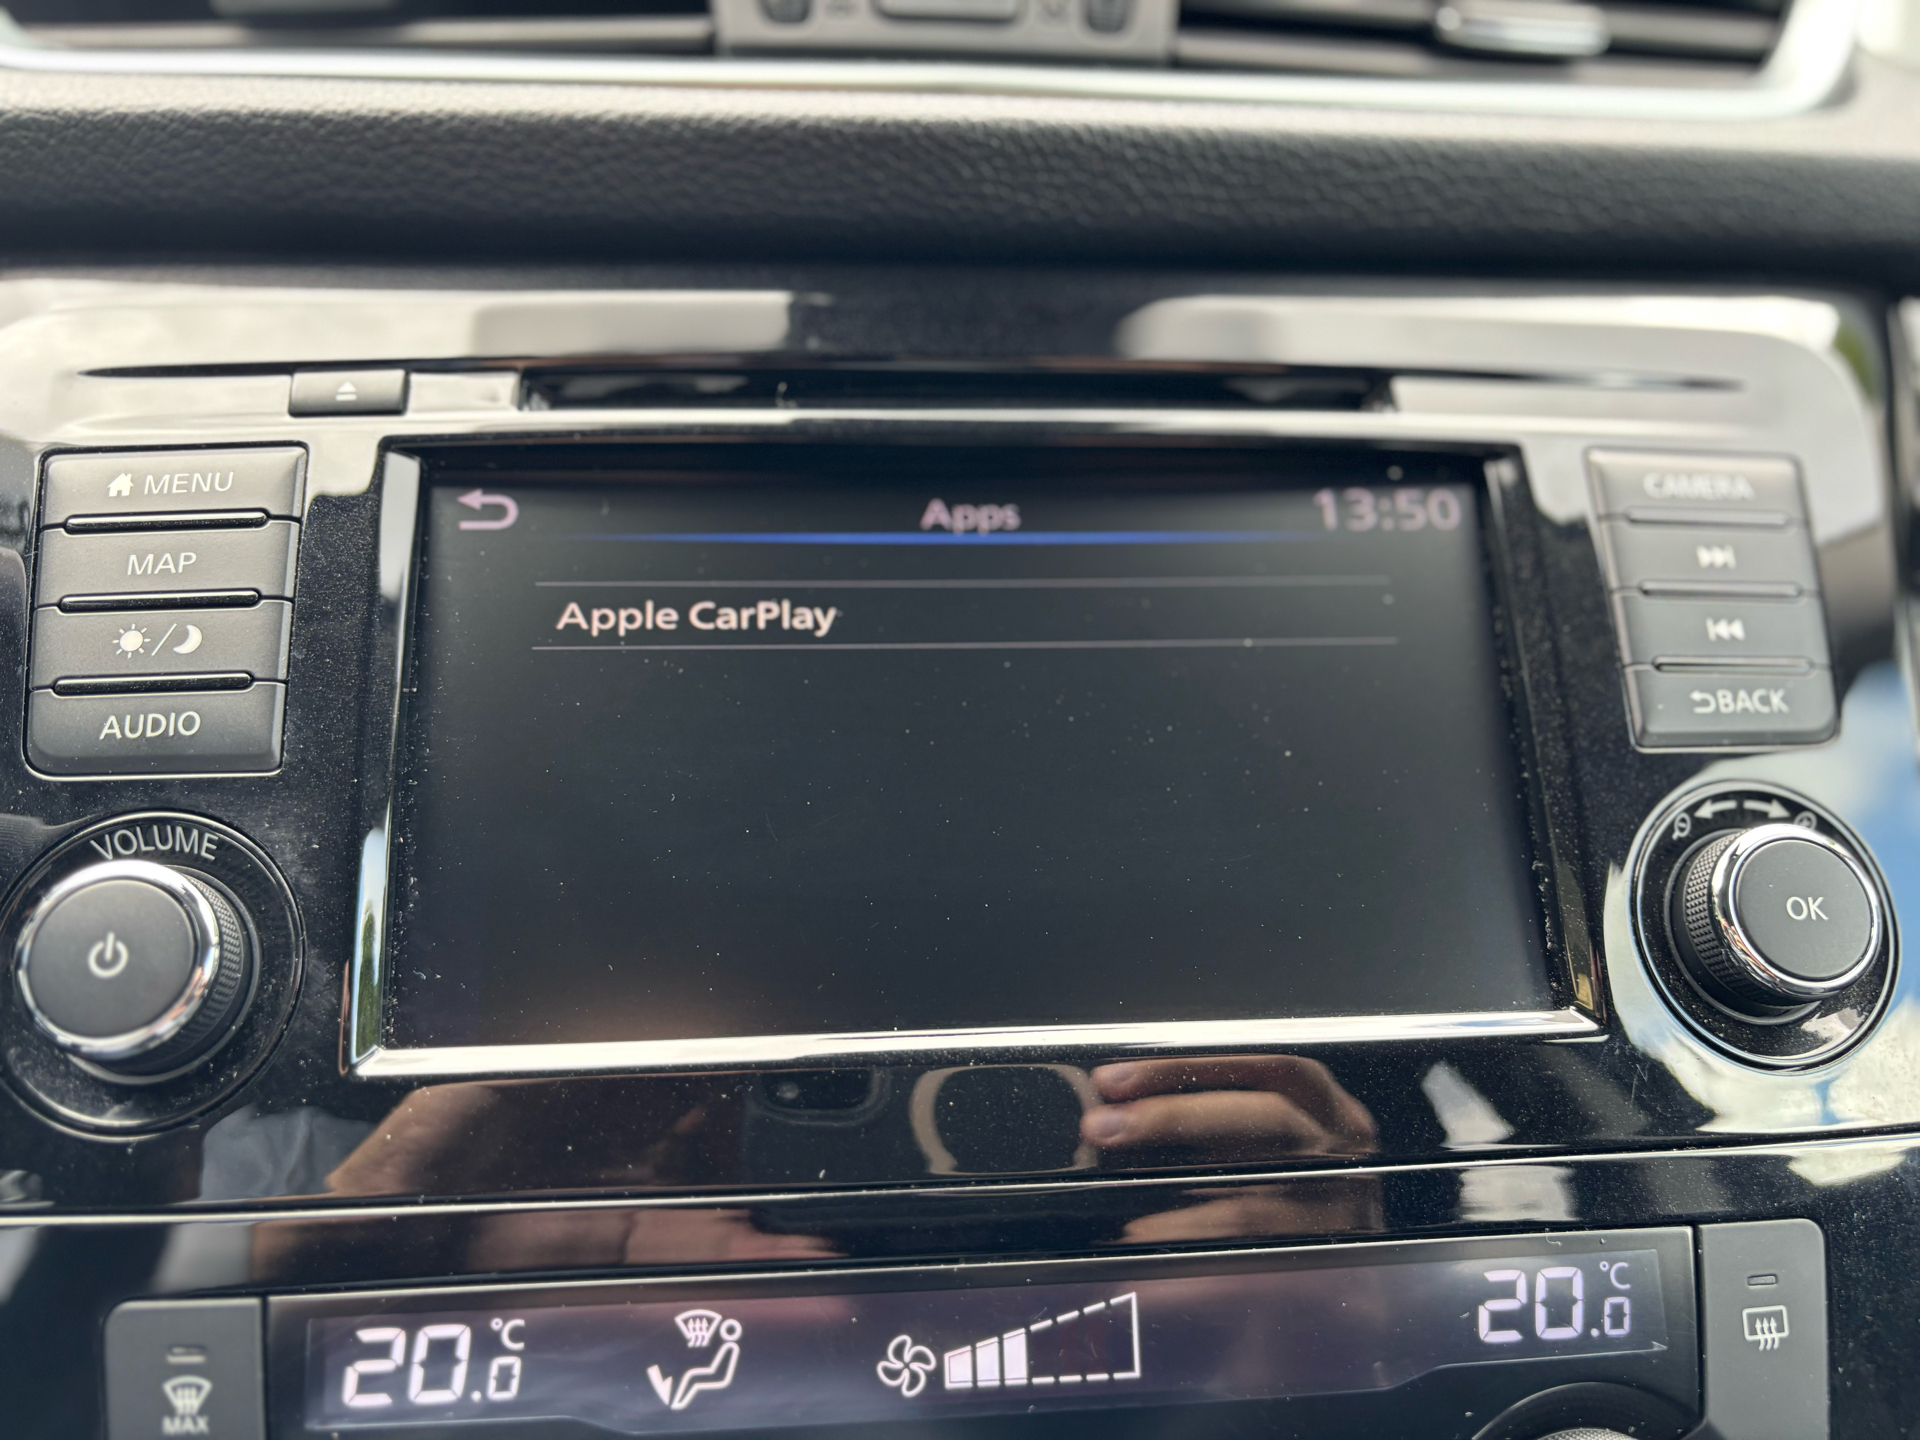 MENU
MAP
AUDIO
VOLUME
Apps
13:50
Apple CarPlay
CAMERA
BACK
OK
20.0 °C
20.0 °C
MAX